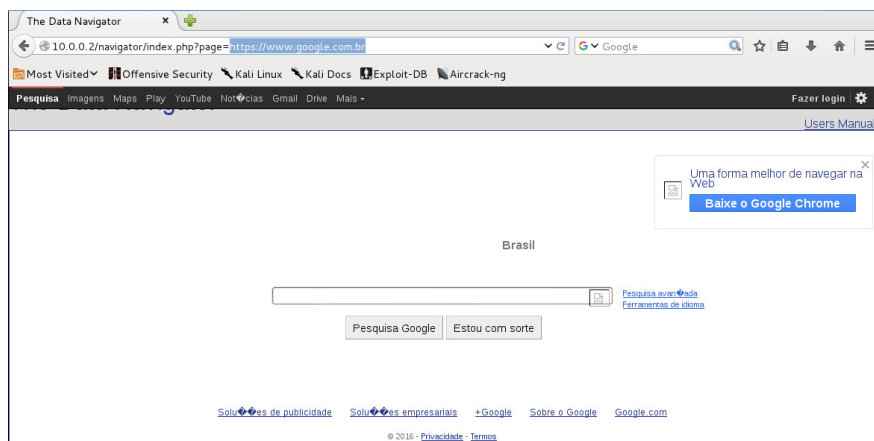 The Data Navigator
10.0.0.2/navigator/index.php?page=https://www.google.com.br
Google
Most Visited Offensive Security Kali Linux Kali Docs Exploit-DB Aircrack-ng
Pesquisa Imagens Maps Play YouTube Not�cias Gmail Drive Mais Fazer login
The Data Navigator
Users Manual
Uma forma melhor de navegar na
Web
Baixe o Google Chrome
Brasil
Pesquisa avan�ada
Ferramentas de idioma
Pesquisa Google Estou com sorte
Solu��es de publicidade Solu��es empresariais +Google Sobre o Google Google.com
© 2016 - Privacidade - Termos